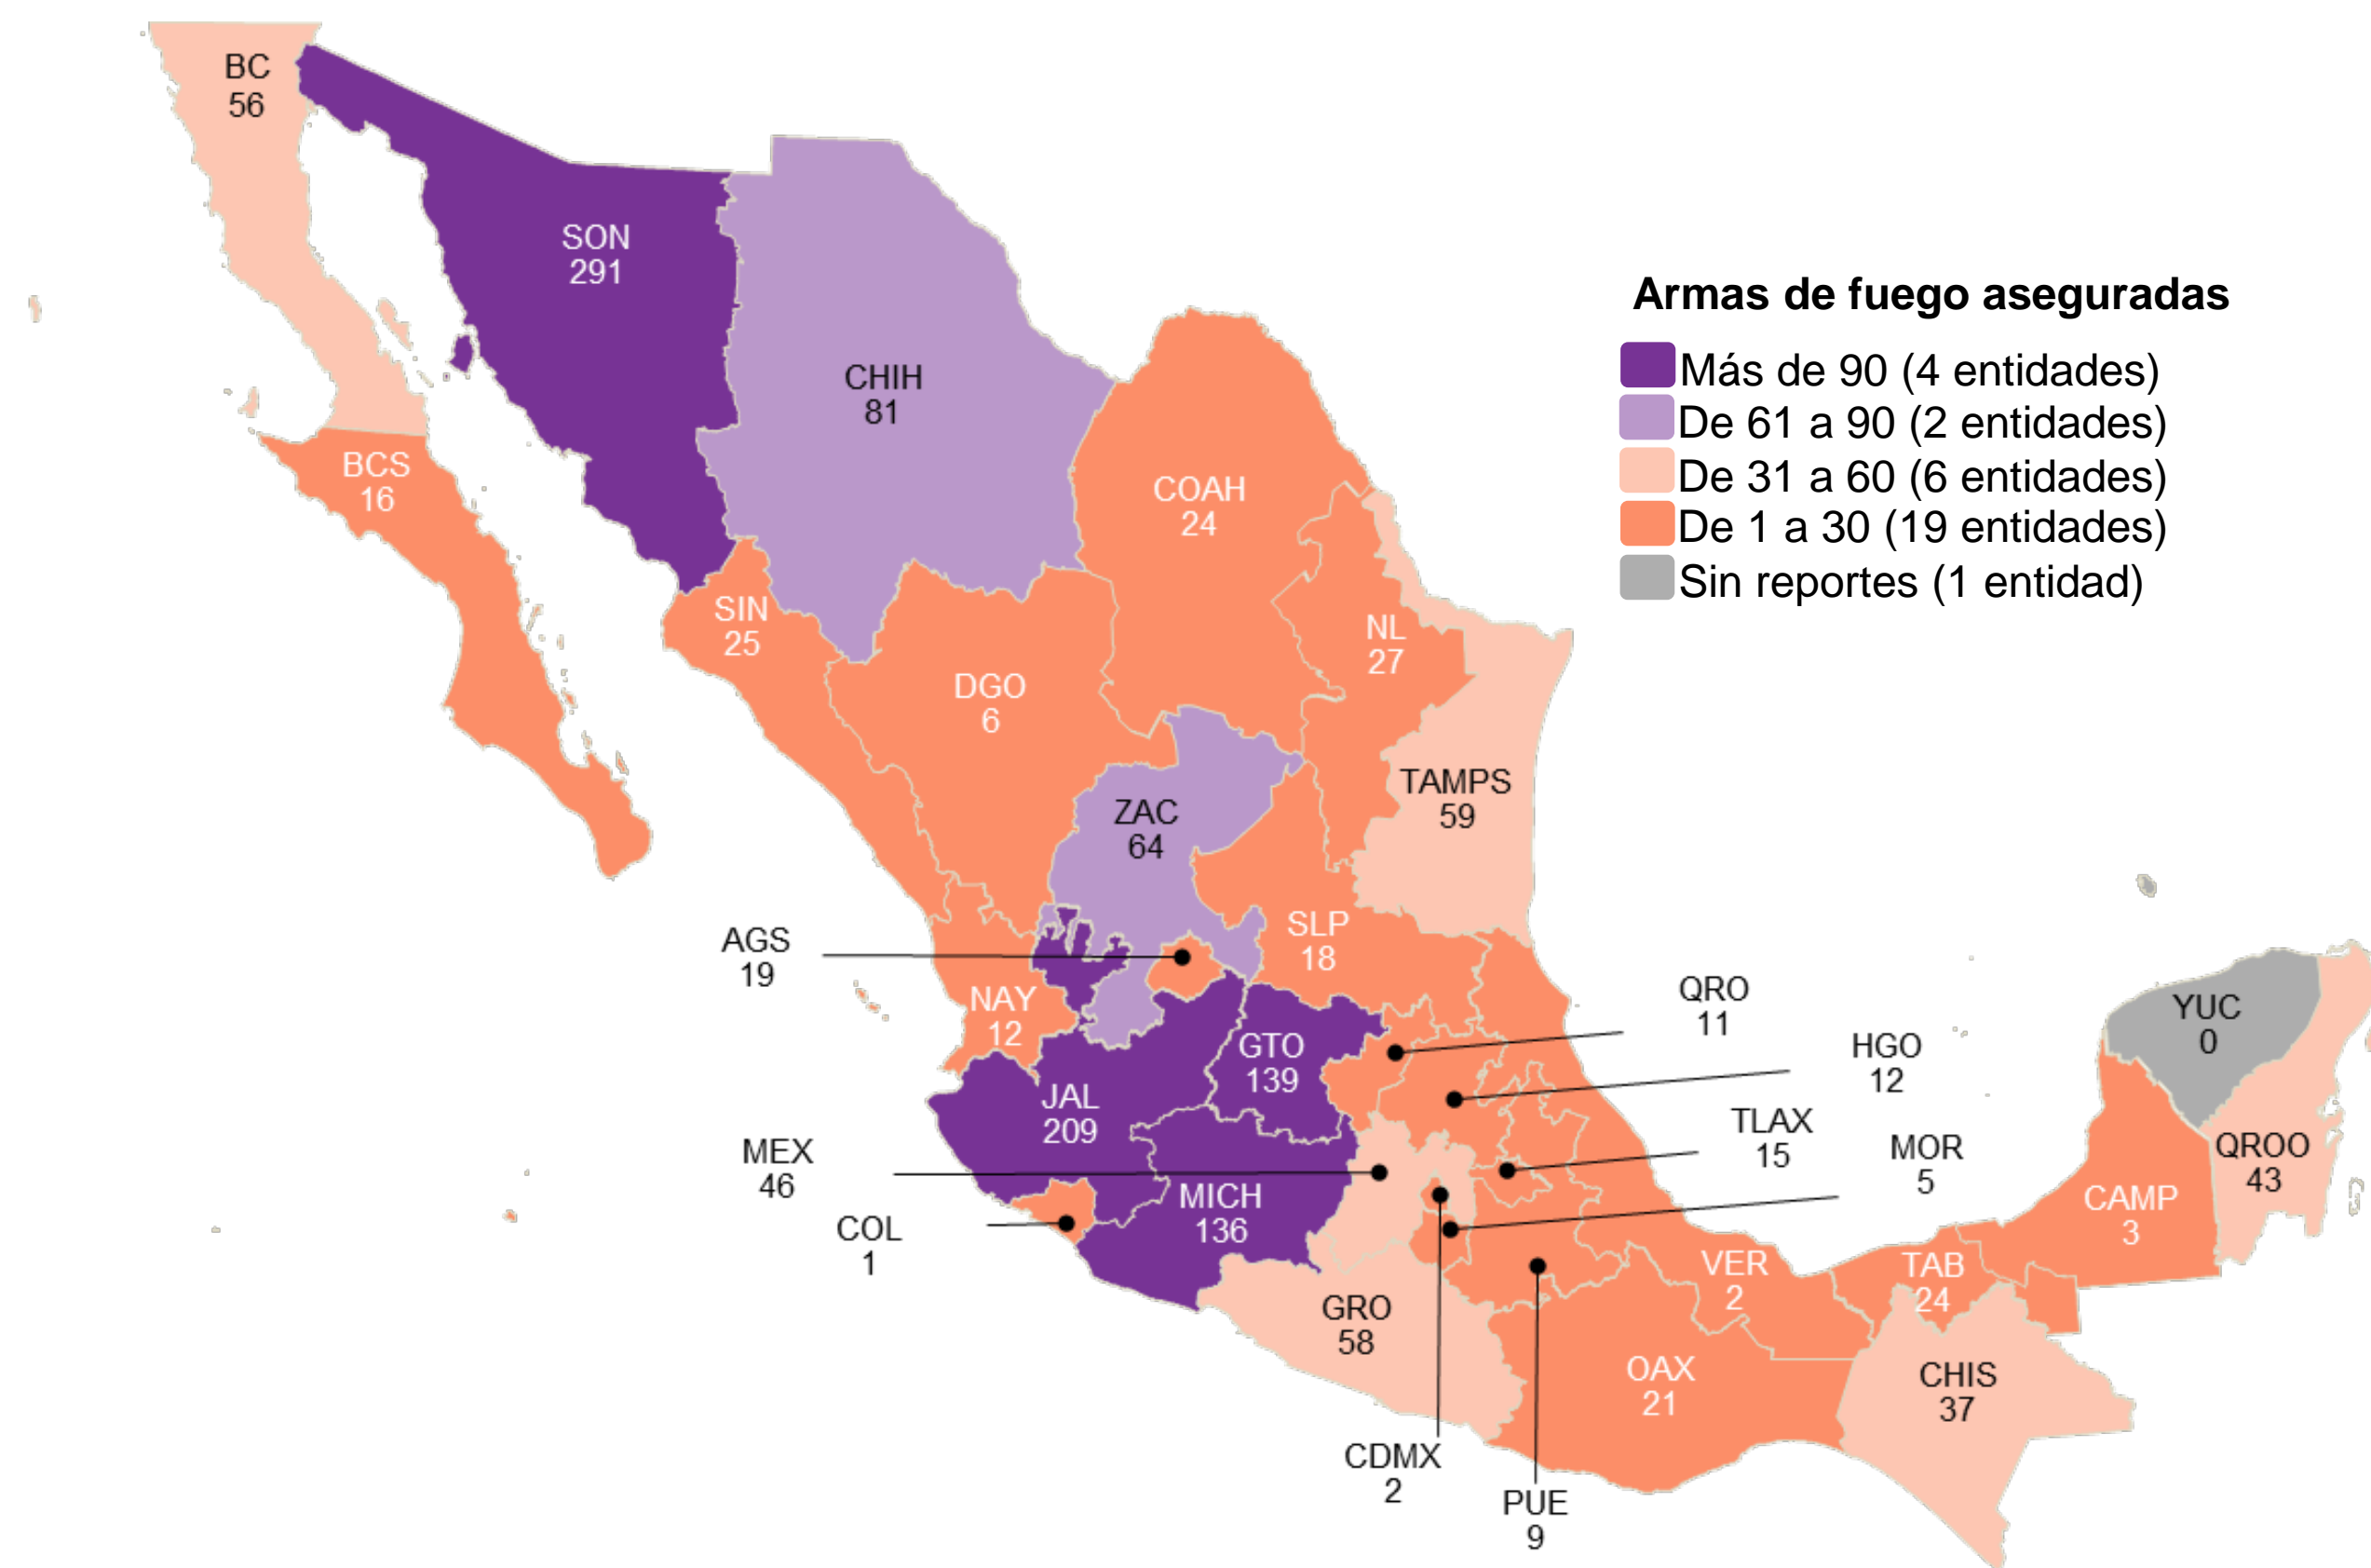 BC
56
SON
291
CHIH
81
BCS
16
COAH
24
SIN
25
NL
27
DGO
6
TAMPS
59
ZAC
64
SLP
18
AGS
19
NAY
12
GTO
139
JAL
209
MEX
46
COL
1
MICH
136
GRO
58
CDMX
2
PUE
9
OAX
21
VER
2
TAB
24
CHIS
37
CAMP
3
QROO
43
YUC
0
QRO
11
HGO
12
TLAX
15
MOR
5
Armas de fuego aseguradas
Más de 90 (4 entidades)
De 61 a 90 (2 entidades)
De 31 a 60 (6 entidades)
De 1 a 30 (19 entidades)
Sin reportes (1 entidad)